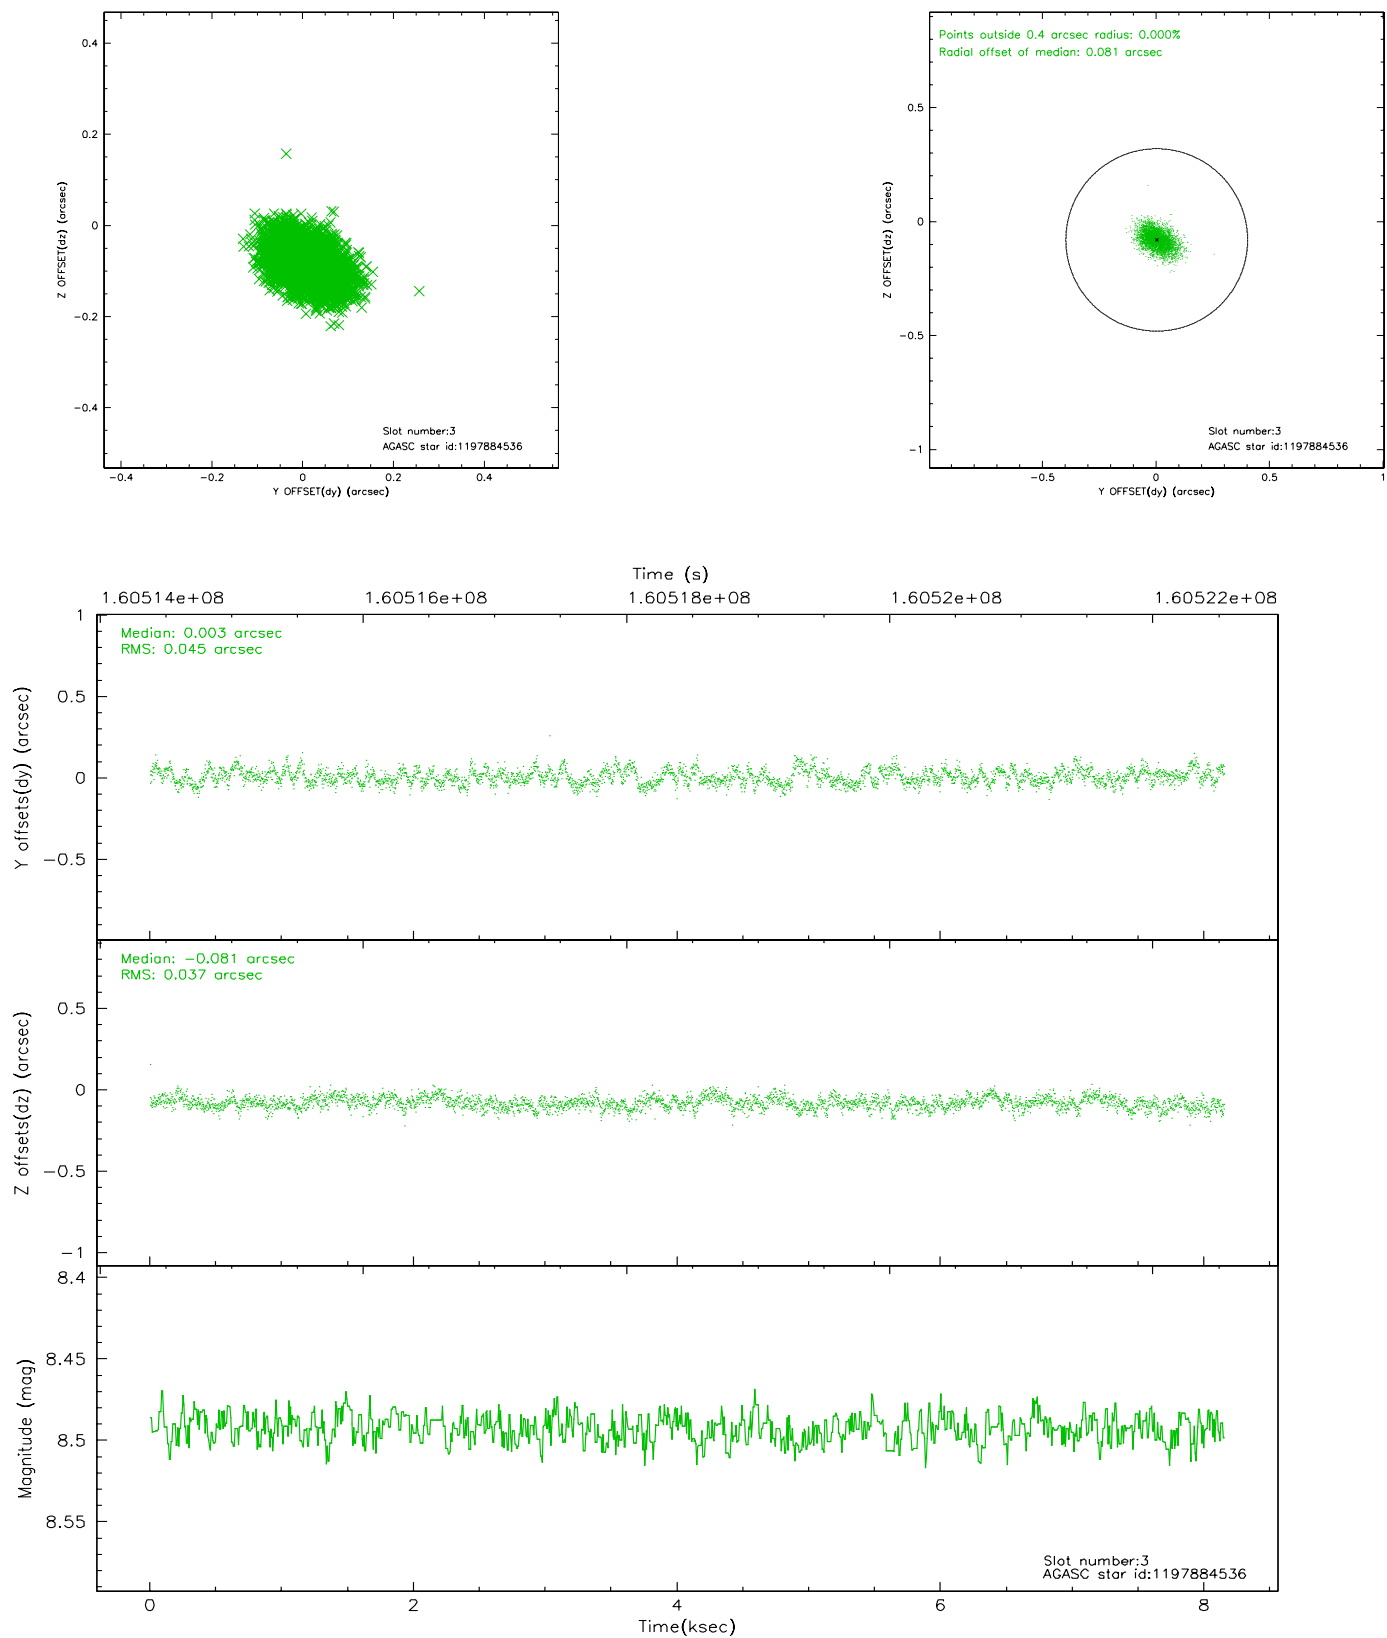 0.4
0.2
0
−0.2
−0.4
Z OFFSET(dz) (arcsec)
−0.4 −0.2 0 0.2 0.4
Y OFFSET(dy) (arcsec)
Slot number:3
AGASC star id:1197884536
Points outside 0.4 arcsec radius: 0.000%
Radial offset of median: 0.081 arcsec
0.5
0
−0.5
−1
Z OFFSET(dz) (arcsec)
−0.5 0 0.5 1
Y OFFSET(dy) (arcsec)
Slot number:3
AGASC star id:1197884536
Time (s)
1.60514e+08 1.60516e+08 1.60518e+08 1.6052e+08 1.60522e+08
Median: 0.003 arcsec
RMS: 0.045 arcsec
1
0.5
0
−0.5
Y offsets(dy) (arcsec)
Median: −0.081 arcsec
RMS: 0.037 arcsec
0.5
0
−0.5
−1
Z offsets(dz) (arcsec)
8.4
8.45
8.5
8.55
Magnitude (mag)
Slot number:3
AGASC star id:1197884536
0 2 4 6 8
Time(ksec)